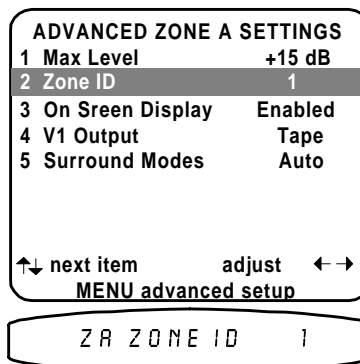 ADVANCED ZONE A SETTINGS
1 Max Level +15 dB
2 Zone ID 1
3 On Sreen Display Enabled
4 V1 Output Tape
5 Surround Modes Auto
↑↓ next item adjust ←→
MENU advanced setup
ZA ZONE ID 1